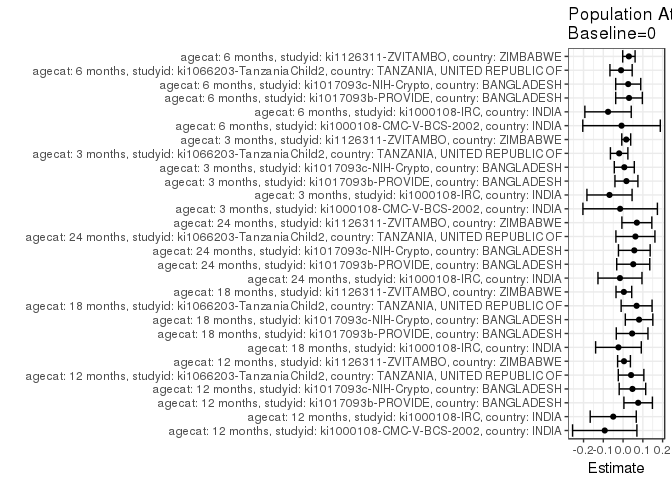 Population At
Baseline=0
agecat: 6 months, studyid: ki1126311-ZVITAMBO, country: ZIMBABWE
agecat: 6 months, studyid: ki1066203-TanzaniaChild2, country: TANZANIA, UNITED REPUBLIC OF
agecat: 6 months, studyid: ki1017093c-NIH-Crypto, country: BANGLADESH
agecat: 6 months, studyid: ki1017093b-PROVIDE, country: BANGLADESH
agecat: 6 months, studyid: ki1000108-IRC, country: INDIA
agecat: 6 months, studyid: ki1000108-CMC-V-BCS-2002, country: INDIA
agecat: 3 months, studyid: ki1126311-ZVITAMBO, country: ZIMBABWE
agecat: 3 months, studyid: ki1066203-TanzaniaChild2, country: TANZANIA, UNITED REPUBLIC OF
agecat: 3 months, studyid: ki1017093c-NIH-Crypto, country: BANGLADESH
agecat: 3 months, studyid: ki1017093b-PROVIDE, country: BANGLADESH
agecat: 3 months, studyid: ki1000108-IRC, country: INDIA
agecat: 3 months, studyid: ki1000108-CMC-V-BCS-2002, country: INDIA
agecat: 24 months, studyid: ki1126311-ZVITAMBO, country: ZIMBABWE
agecat: 24 months, studyid: ki1066203-TanzaniaChild2, country: TANZANIA, UNITED REPUBLIC OF
agecat: 24 months, studyid: ki1017093c-NIH-Crypto, country: BANGLADESH
agecat: 24 months, studyid: ki1017093b-PROVIDE, country: BANGLADESH
agecat: 24 months, studyid: ki1000108-IRC, country: INDIA
agecat: 18 months, studyid: ki1126311-ZVITAMBO, country: ZIMBABWE
agecat: 18 months, studyid: ki1066203-TanzaniaChild2, country: TANZANIA, UNITED REPUBLIC OF
agecat: 18 months, studyid: ki1017093c-NIH-Crypto, country: BANGLADESH
agecat: 18 months, studyid: ki1017093b-PROVIDE, country: BANGLADESH
agecat: 18 months, studyid: ki1000108-IRC, country: INDIA
agecat: 12 months, studyid: ki1126311-ZVITAMBO, country: ZIMBABWE
agecat: 12 months, studyid: ki1066203-TanzaniaChild2, country: TANZANIA, UNITED REPUBLIC OF
agecat: 12 months, studyid: ki1017093c-NIH-Crypto, country: BANGLADESH
agecat: 12 months, studyid: ki1017093b-PROVIDE, country: BANGLADESH
agecat: 12 months, studyid: ki1000108-IRC, country: INDIA
agecat: 12 months, studyid: ki1000108-CMC-V-BCS-2002, country: INDIA
-0.2 -0.1 0.0 0.1 0.2
Estimate